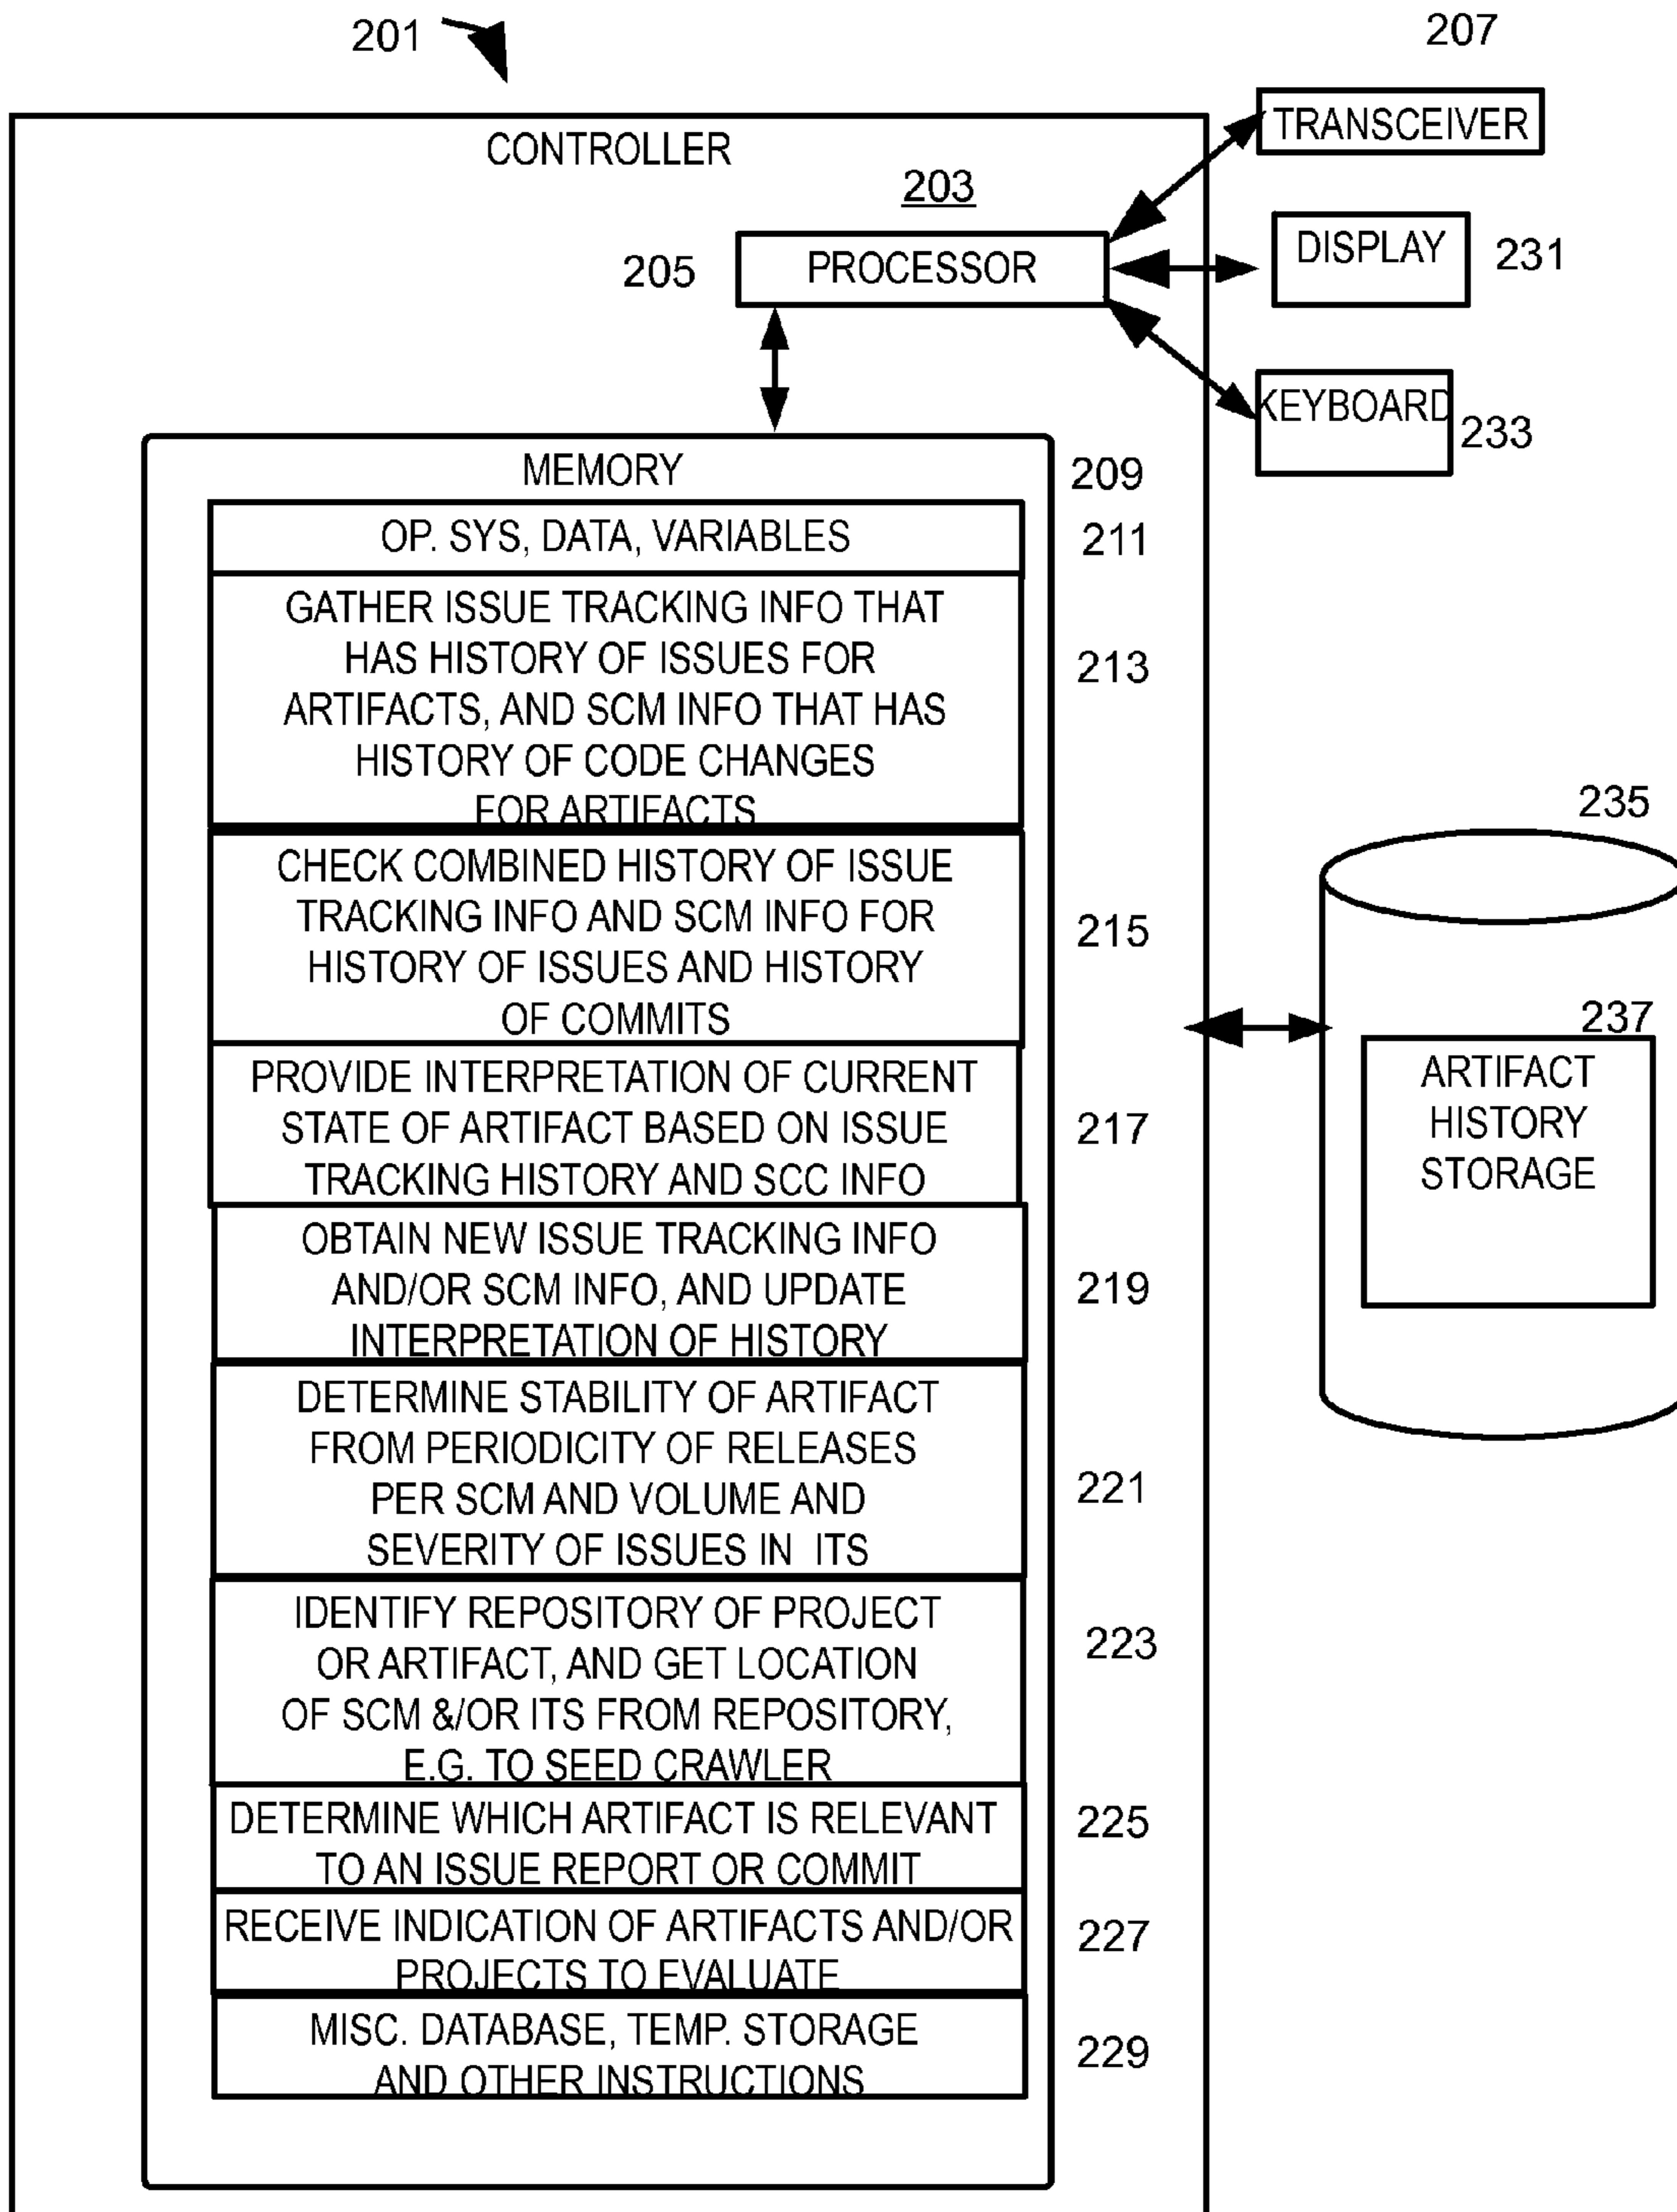 201
207
CONTROLLER
TRANSCEIVER
203
205
PROCESSOR
DISPLAY
231
KEYBOARD
233
MEMORY
209
OP. SYS, DATA, VARIABLES
211
GATHER ISSUE TRACKING INFO THAT
HAS HISTORY OF ISSUES FOR
ARTIFACTS, AND SCM INFO THAT HAS
HISTORY OF CODE CHANGES
FOR ARTIFACTS
213
CHECK COMBINED HISTORY OF ISSUE
TRACKING INFO AND SCM INFO FOR
HISTORY OF ISSUES AND HISTORY
OF COMMITS
215
PROVIDE INTERPRETATION OF CURRENT
STATE OF ARTIFACT BASED ON ISSUE
TRACKING HISTORY AND SCC INFO
217
OBTAIN NEW ISSUE TRACKING INFO
AND/OR SCM INFO, AND UPDATE
INTERPRETATION OF HISTORY
219
DETERMINE STABILITY OF ARTIFACT
FROM PERIODICITY OF RELEASES
PER SCM AND VOLUME AND
SEVERITY OF ISSUES IN ITS
221
IDENTIFY REPOSITORY OF PROJECT
OR ARTIFACT, AND GET LOCATION
OF SCM &/OR ITS FROM REPOSITORY,
E.G. TO SEED CRAWLER
223
DETERMINE WHICH ARTIFACT IS RELEVANT
TO AN ISSUE REPORT OR COMMIT
225
RECEIVE INDICATION OF ARTIFACTS AND/OR
PROJECTS TO EVALUATE
227
MISC. DATABASE, TEMP. STORAGE
AND OTHER INSTRUCTIONS
229
235
237
ARTIFACT
HISTORY
STORAGE